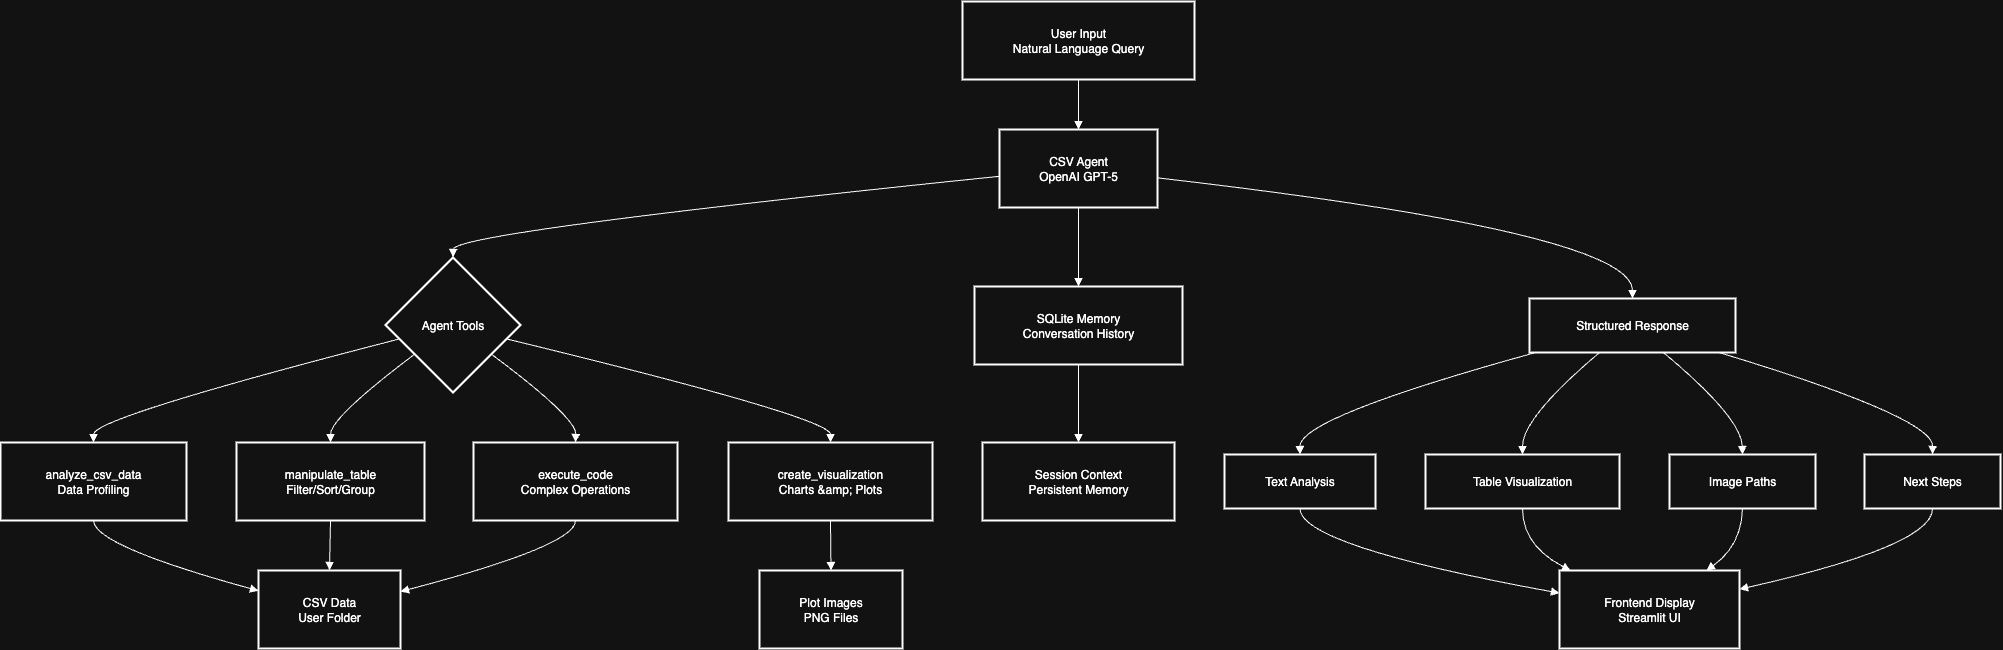 User Input
Natural Language Query
CSV Agent
OpenAI GPT-5
Agent Tools
SQLite Memory
Conversation History
Structured Response
analyze_csv_data
Data Profiling
manipulate_table
Filter/Sort/Group
execute_code
Complex Operations
create_visualization
Charts &amp; Plots
Session Context
Persistent Memory
Text Analysis
Table Visualization
Image Paths
Next Steps
CSV Data
User Folder
Plot Images
PNG Files
Frontend Display
Streamlit UI